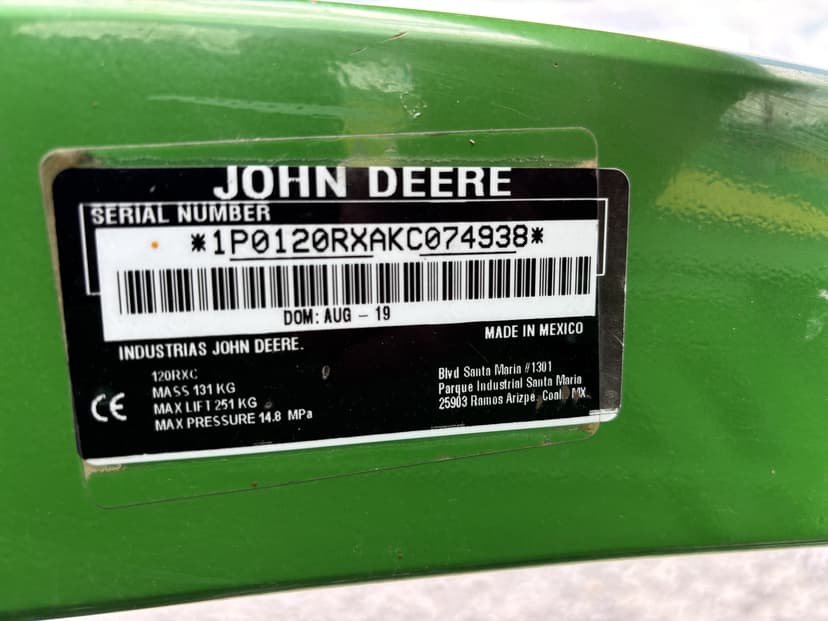 JOHN DEERE
SERIAL NUMBER
*1P0120RXAKC074938*
DOM: AUG - 19
MADE IN MEXICO
INDUSTRIAS JOHN DEERE.
120RXC
MASS 131 KG
MAX LIFT 251 KG
MAX PRESSURE 14.8 MPa
CE
Blvd Santa Maria #1301
Parque Industrial Santa Maria
25903 Ramos Arizpe, MX